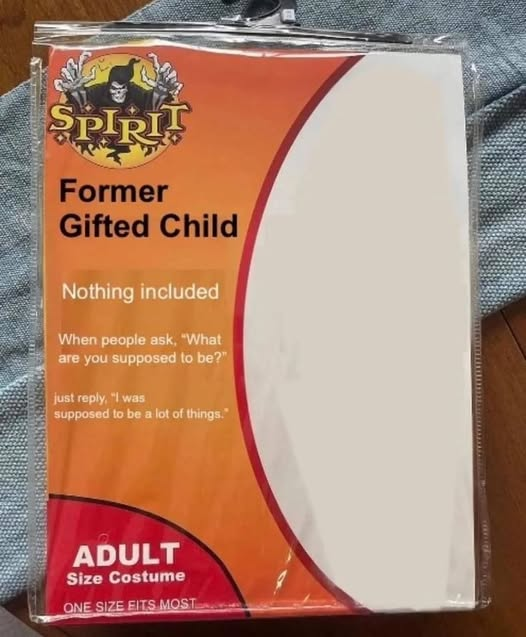 SPIRIT
Former
Gifted Child
Nothing included
When people ask, “What
are you supposed to be?”
just reply, "I was
supposed to be a lot of things."
ADULT
Size Costume
ONE SIZE FITS MOST